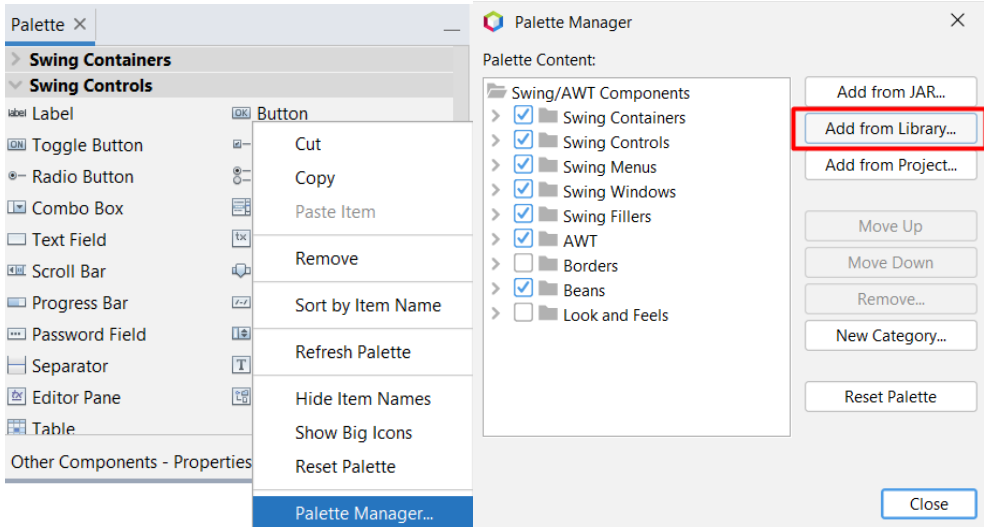 Palette
Swing Containers
Swing Controls
label Label
OK Button
ON Toggle Button
Radio Button
Combo Box
Text Field
tx
Scroll Bar
Progress Bar
Password Field
Separator
T
Editor Pane
Table
Other Components - Properties
Cut
Copy
Paste Item
Remove
Sort by Item Name
Refresh Palette
Hide Item Names
Show Big Icons
Reset Palette
Palette Manager...
Palette Manager
Palette Content:
Swing/AWT Components
Swing Containers
Swing Controls
Swing Menus
Swing Windows
Swing Fillers
AWT
Borders
Beans
Look and Feels
Add from JAR...
Add from Library...
Add from Project...
Move Up
Move Down
Remove...
New Category...
Reset Palette
Close